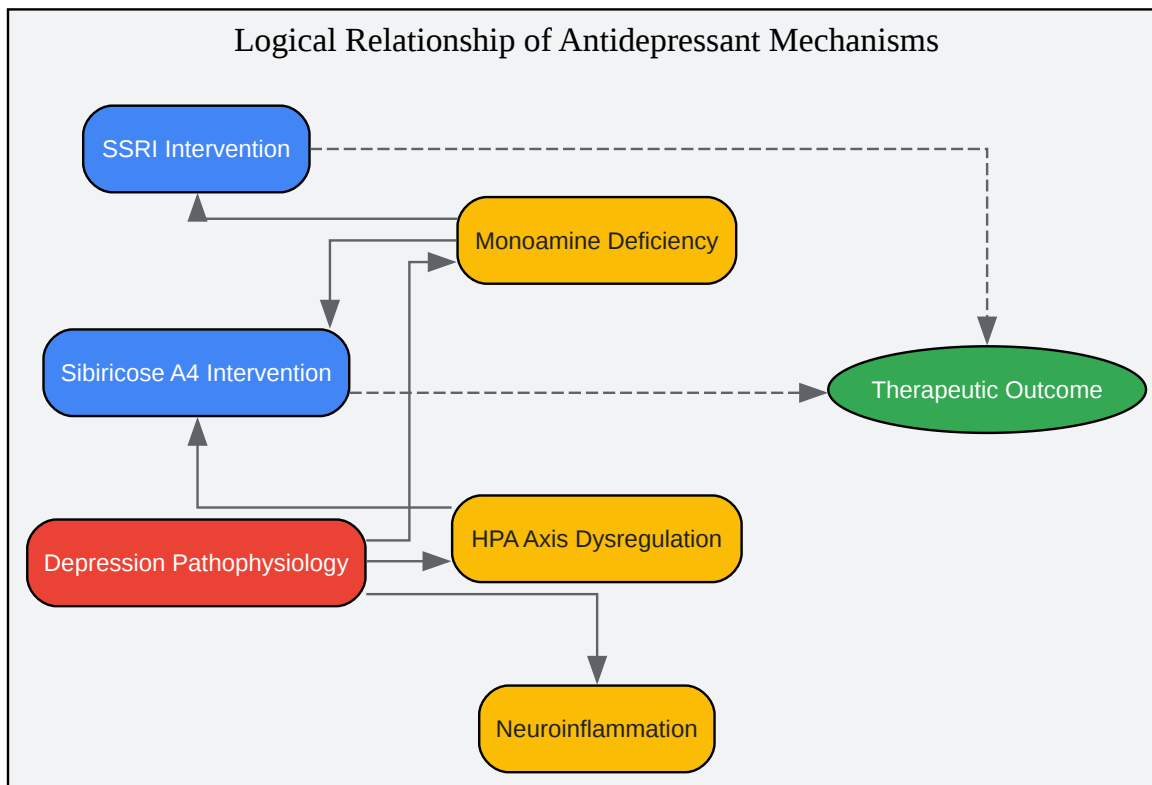 Logical Relationship of Antidepressant Mechanisms
SSRI Intervention
Monoamine Deficiency
Sibiricose A4 Intervention
Therapeutic Outcome
HPA Axis Dysregulation
Depression Pathophysiology
Neuroinflammation